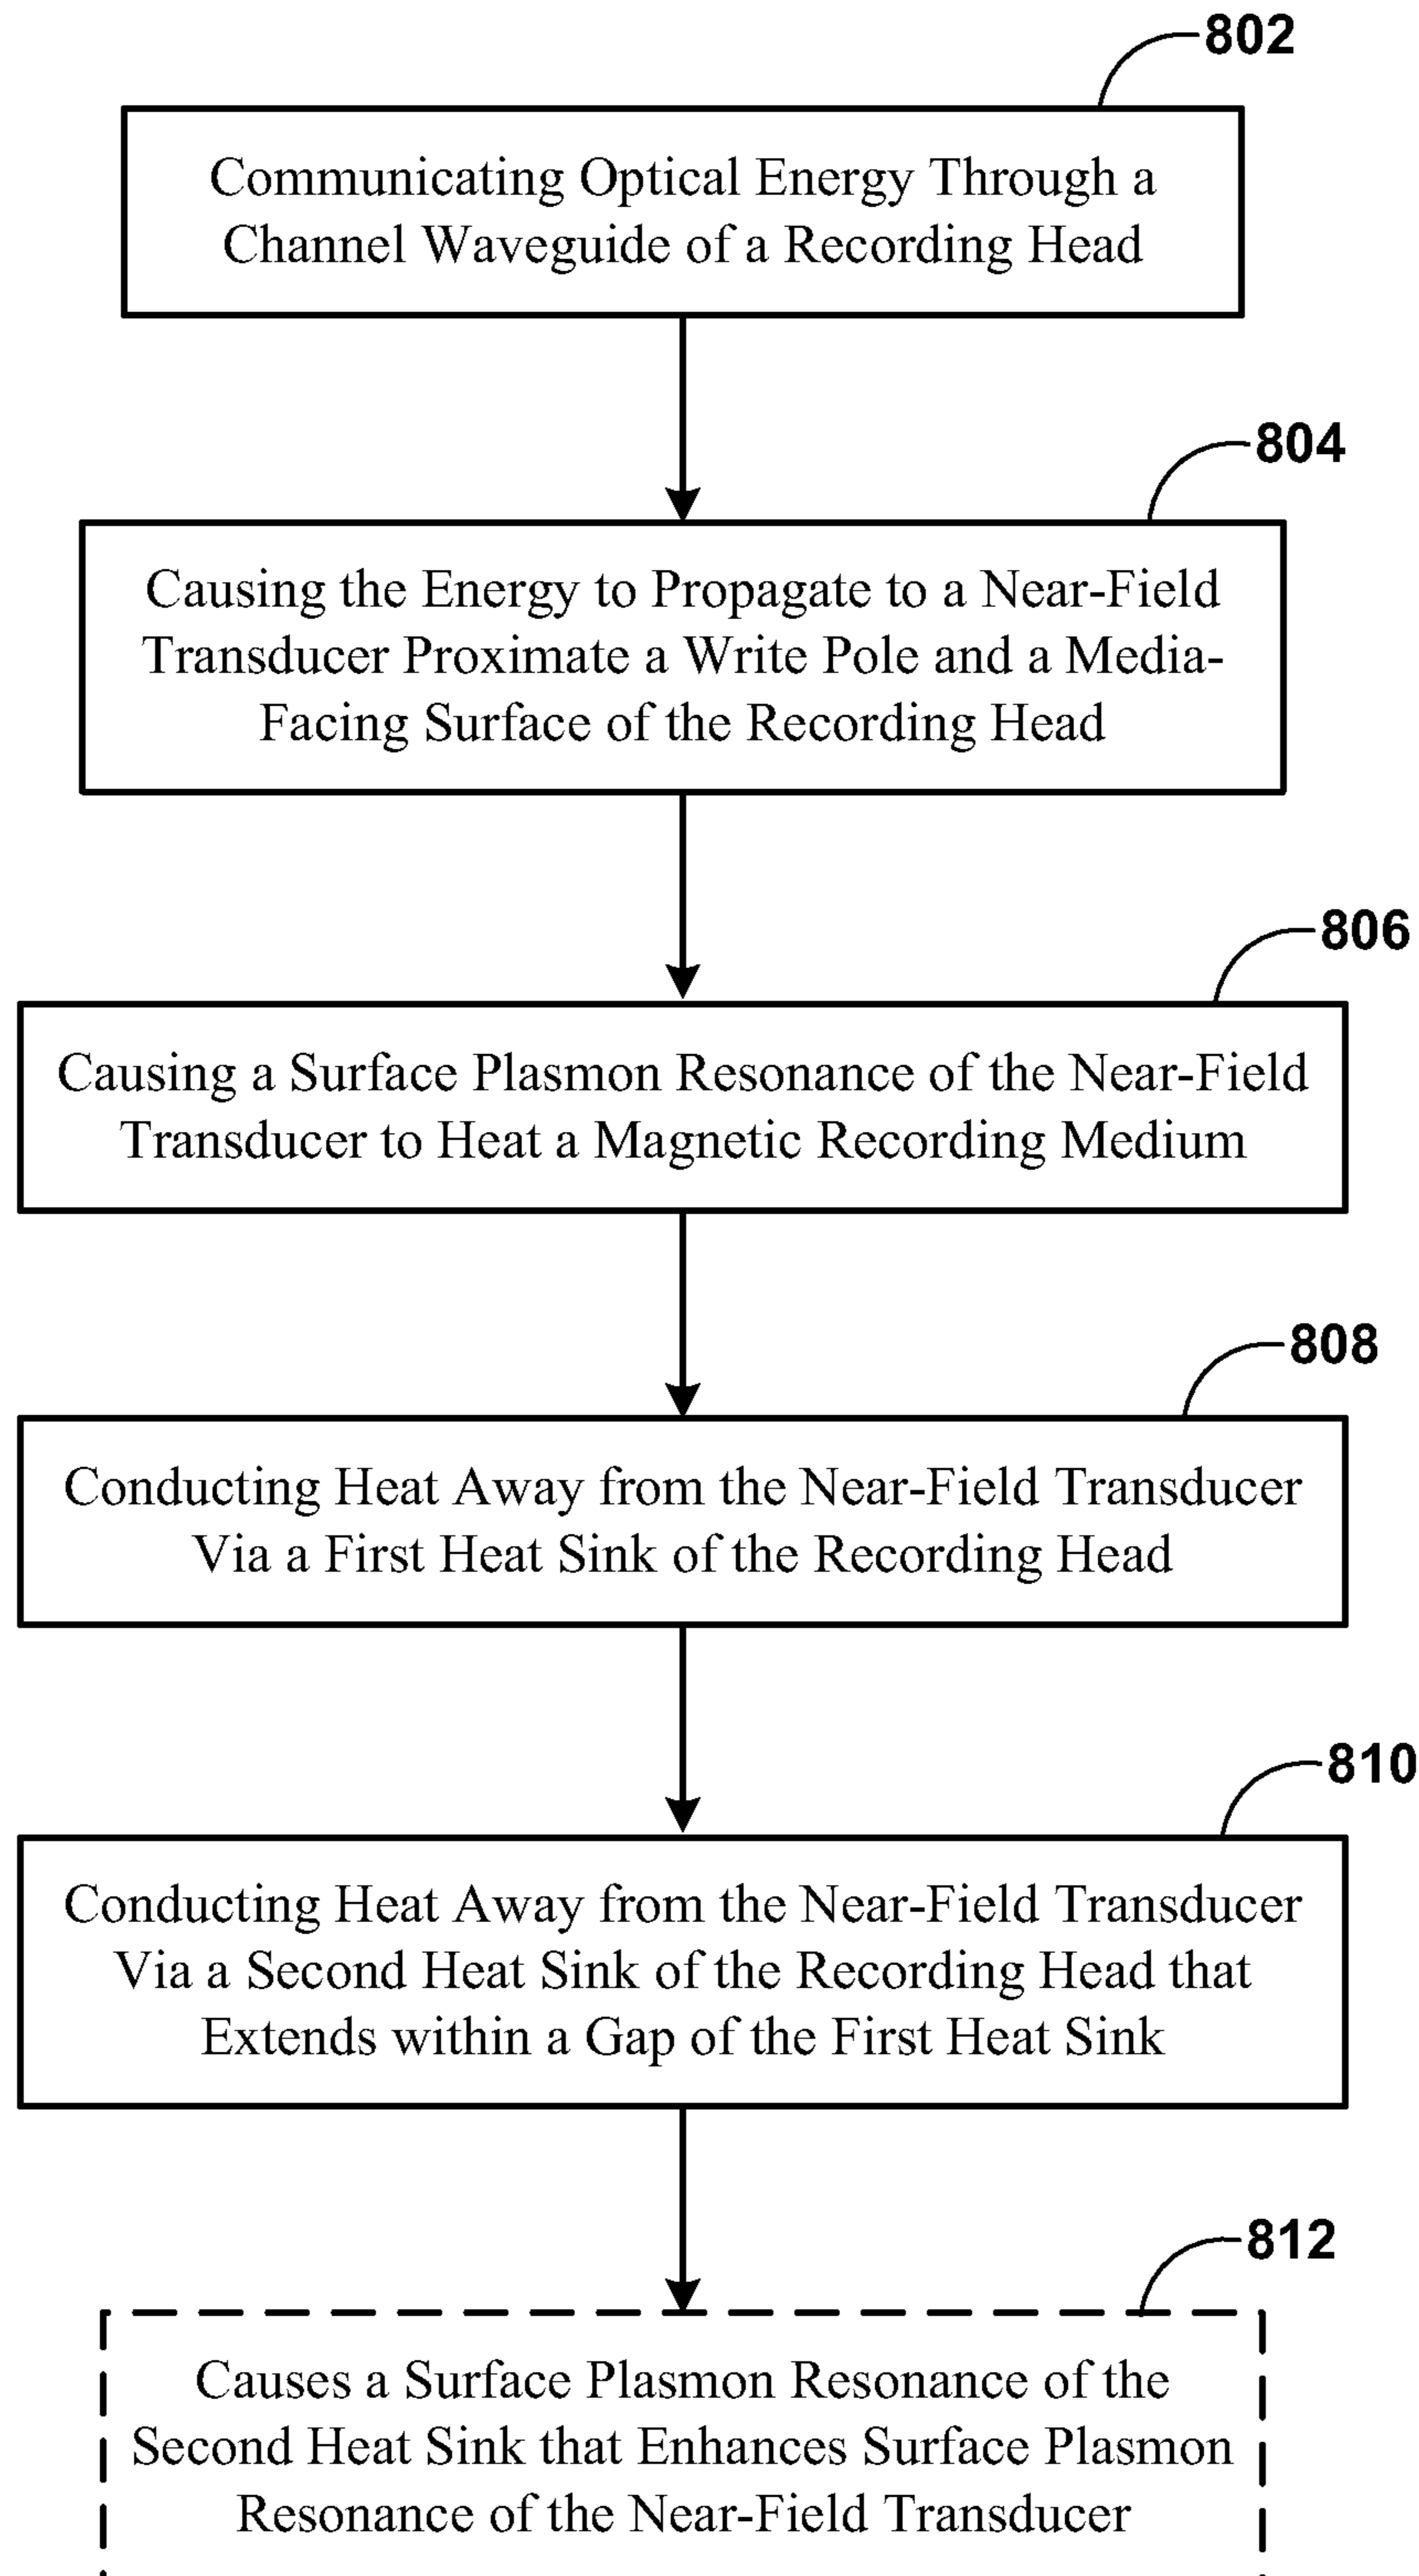 802
Communicating Optical Energy Through a
Channel Waveguide of a Recording Head
804
Causing the Energy to Propagate to a Near-Field
Transducer Proximate a Write Pole and a Media-
Facing Surface of the Recording Head
806
Causing a Surface Plasmon Resonance of the Near-Field
Transducer to Heat a Magnetic Recording Medium
808
Conducting Heat Away from the Near-Field Transducer
Via a First Heat Sink of the Recording Head
810
Conducting Heat Away from the Near-Field Transducer
Via a Second Heat Sink of the Recording Head that
Extends within a Gap of the First Heat Sink
812
Causes a Surface Plasmon Resonance of the
Second Heat Sink that Enhances Surface Plasmon
Resonance of the Near-Field Transducer